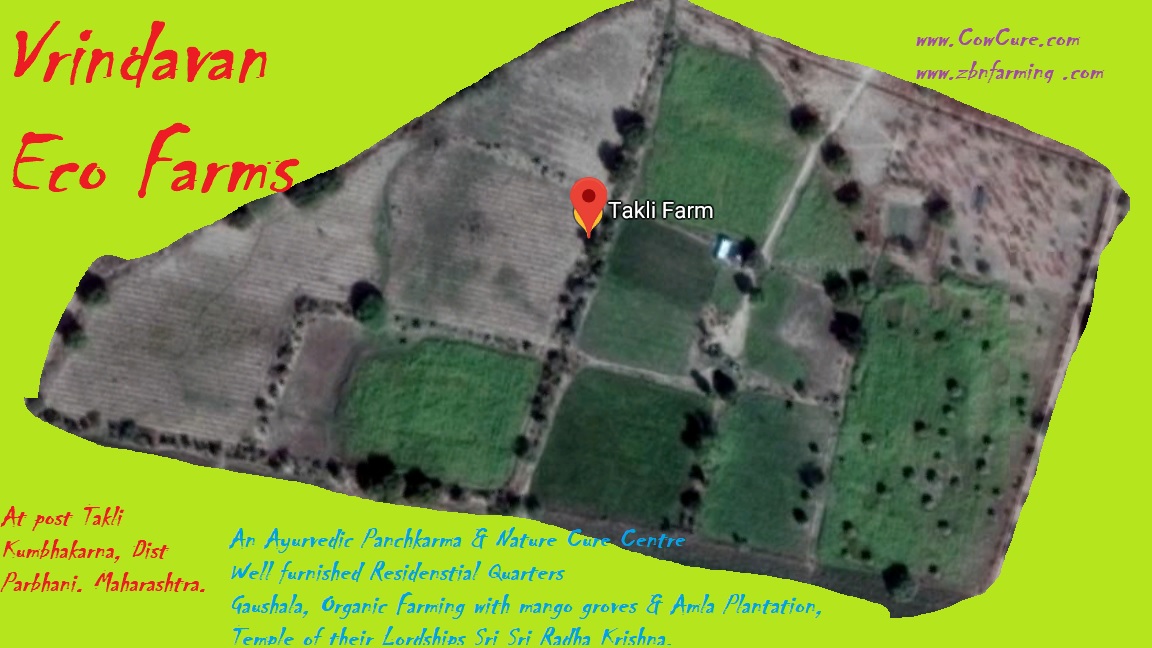 Vrindavan
Eco Farms
www.CowCure.com
www.zbnfarming .com
Takli Farm
At post Takli
Kumbhakarna, Dist
Parbhani. Maharashtra.
An Ayurvedic Panchkarma & Nature Cure Centre
Well furnished Residenstial Quarters
Gaushala, Organic Farming with mango groves & Amla Plantation,
Temple of their Lordships Sri Sri Radha Krishna.